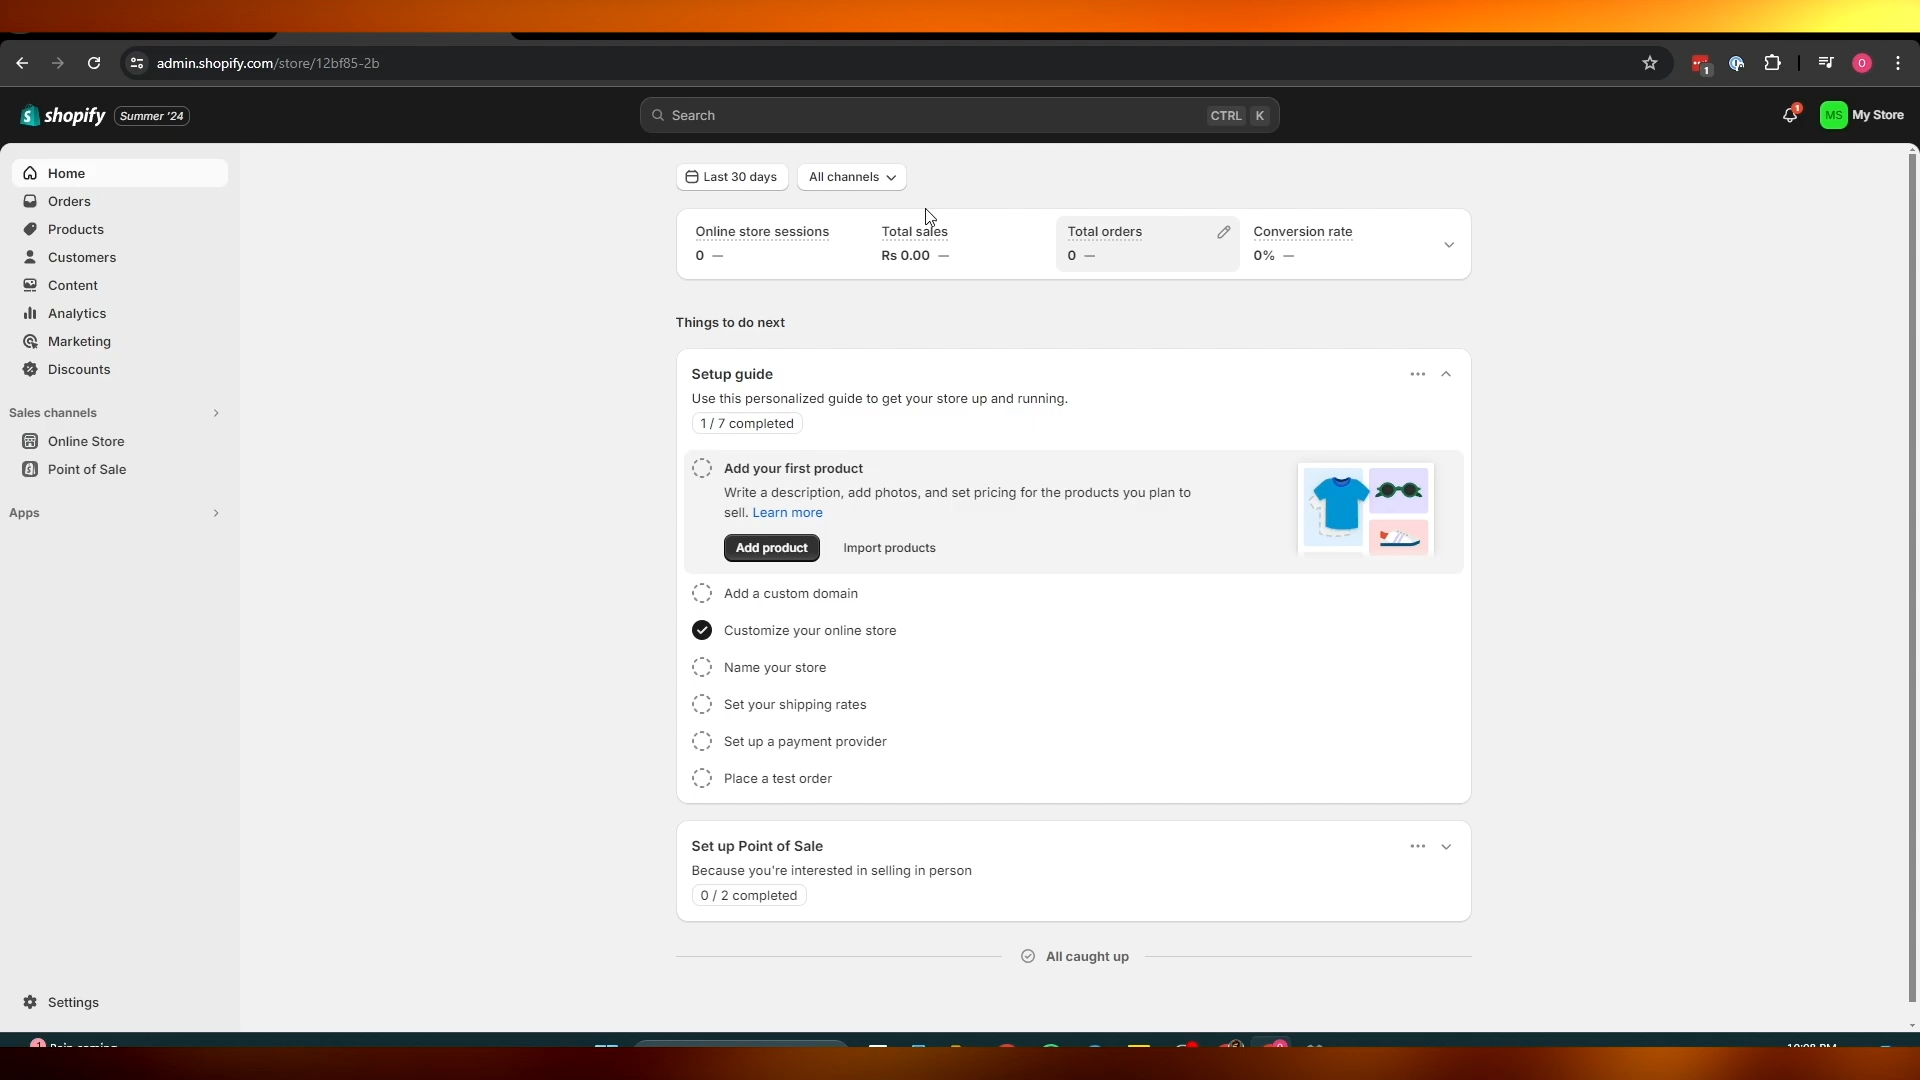 admin.shopify.com/store/12bf85-2b
1
O
shopify
Summer '24
Search
CTRL K
1
MS
My Store
Home
Orders
Products
Customers
Content
Analytics
Marketing
Discounts
Sales channels
Online Store
Point of Sale
Apps
Settings
Last 30 days
All channels
Online store sessions
0 —
Total sales
Rs 0.00 —
Total orders
0 —
Conversion rate
0% —
Things to do next
Setup guide
Use this personalized guide to get your store up and running.
1 / 7 completed
Add your first product
Write a description, add photos, and set pricing for the products you plan to
sell. Learn more
Add product
Import products
Add a custom domain
Customize your online store
Name your store
Set your shipping rates
Set up a payment provider
Place a test order
Set up Point of Sale
Because you're interested in selling in person
0 / 2 completed
All caught up